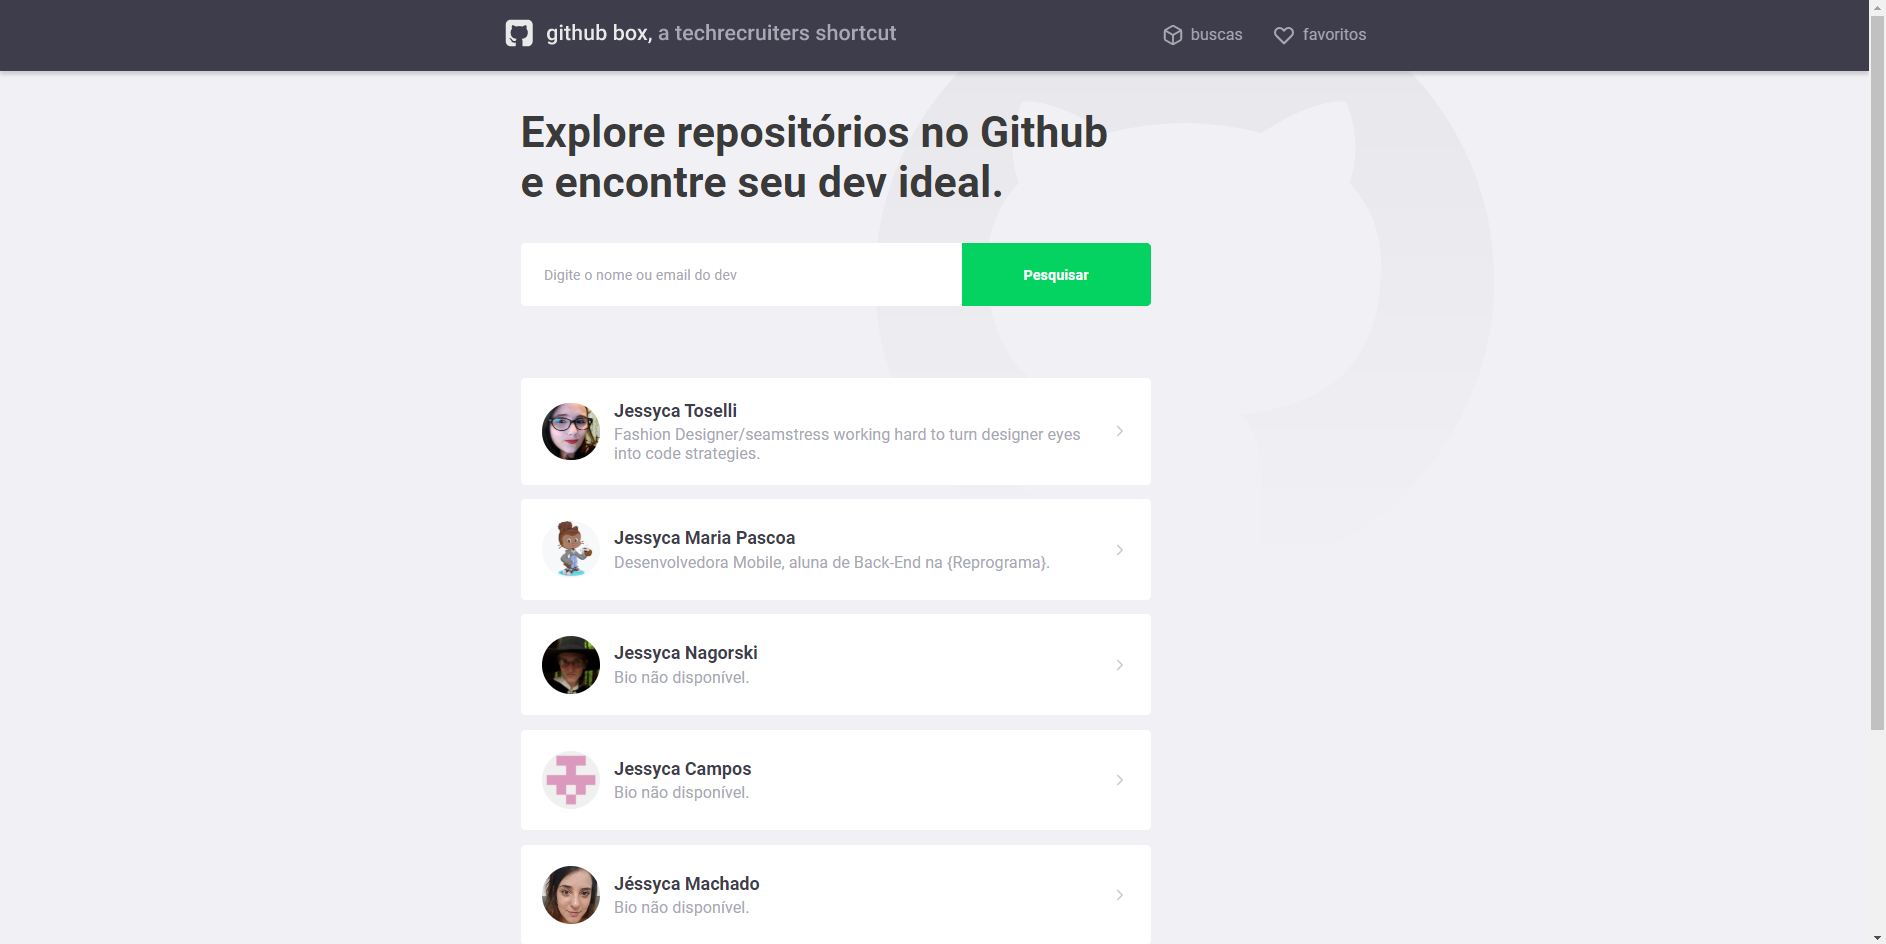 github box, a techrecruiters shortcut
buscas
favoritos
Explore repositórios no Github
e encontre seu dev ideal.
Digite o nome ou email do dev
Pesquisar
Jessyca Toselli
Fashion Designer/seamstress working hard to turn designer eyes
into code strategies.
Jessyca Maria Pascoa
Desenvolvedora Mobile, aluna de Back-End na {Reprograma}.
Jessyca Nagorski
Bio não disponível.
Jessyca Campos
Bio não disponível.
Jéssyca Machado
Bio não disponível.